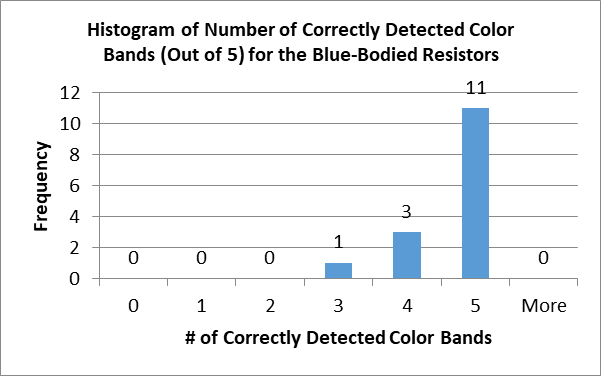 Histogram of Number of Correctly Detected Color
Bands (Out of 5) for the Blue-Bodied Resistors
12
10
8
6
4
2
0
Frequency
0
0
0
1
3
11
0
0 1 2 3 4 5 More
# of Correctly Detected Color Bands